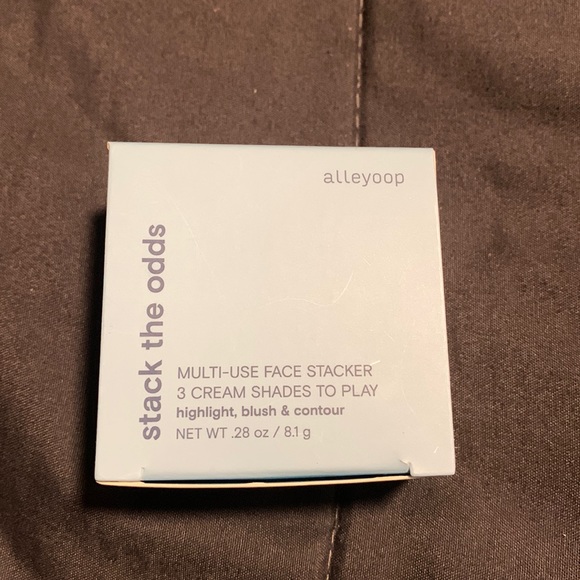 alleyoop
stack the odds
MULTI-USE FACE STACKER
3 CREAM SHADES TO PLAY
highlight, blush & contour
NET WT .28 oz / 8.1 g